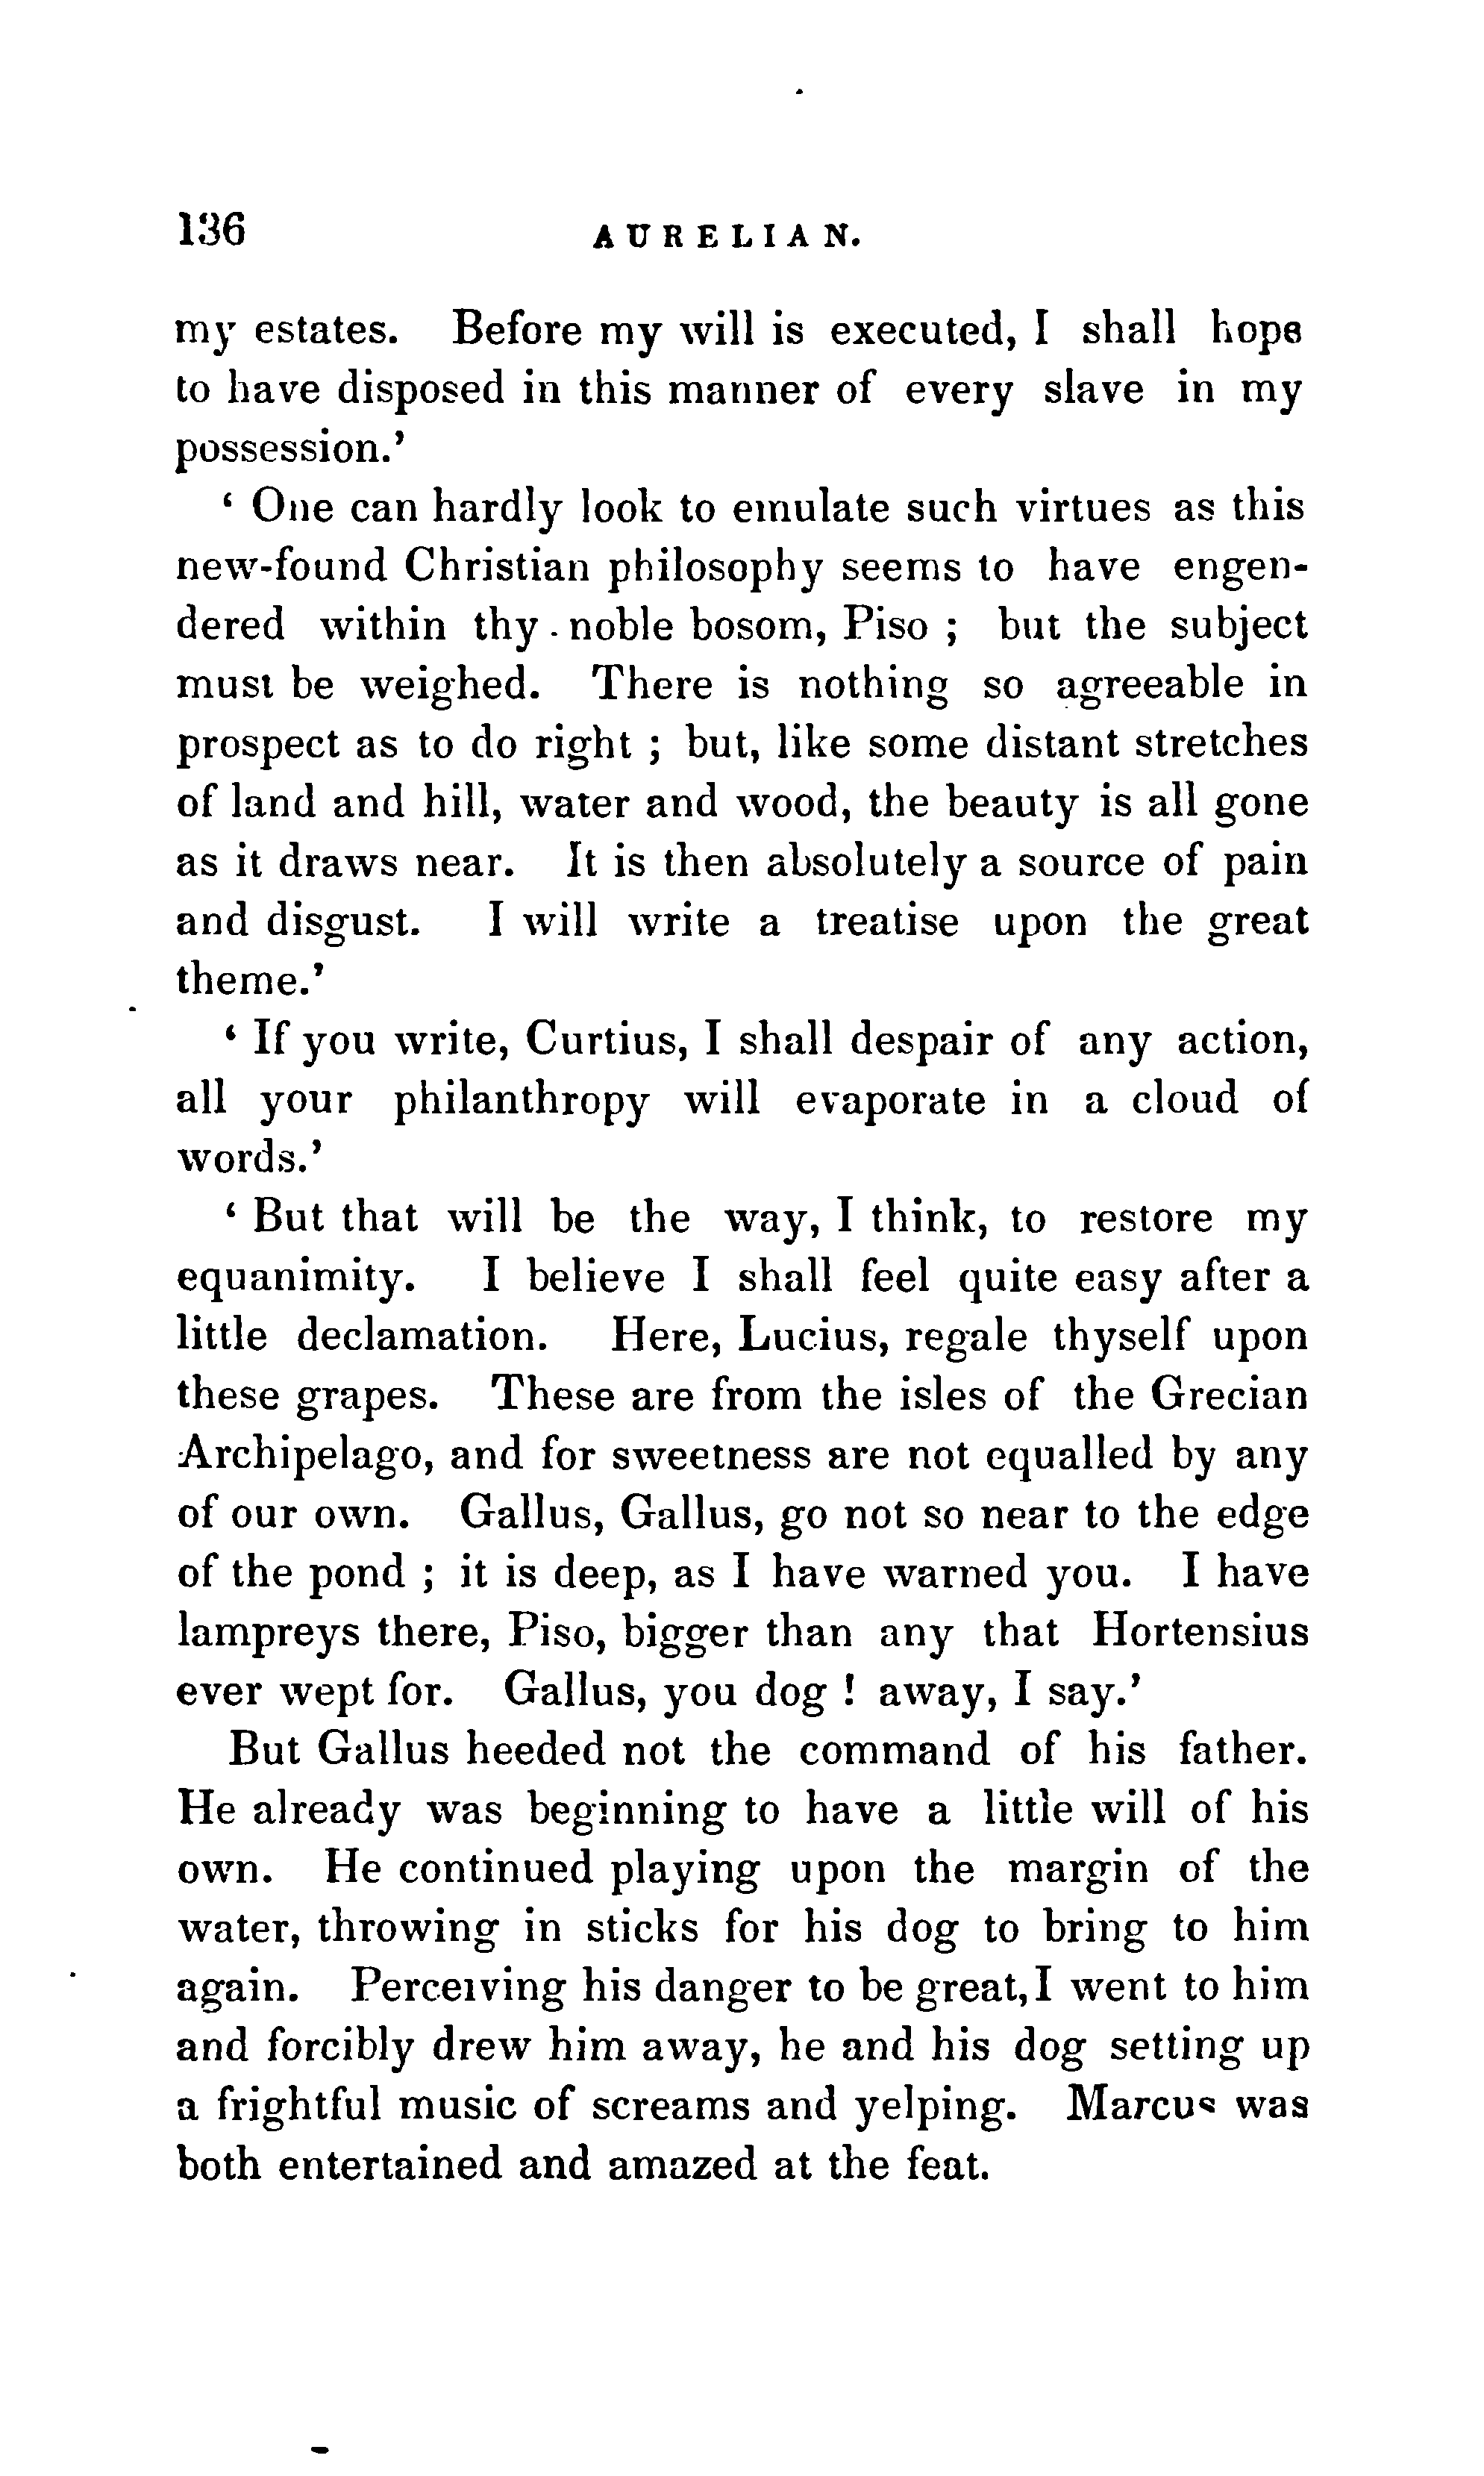 136
AURELIAN.
my estates. Before my will is executed, I shall hope
to have disposed in this manner of every slave in my
possession.’
‘ One can hardly look to emulate such virtues as this
new-found Christian philosophy seems to have engen-
dered within thy noble bosom, Piso ; but the subject
must be weighed. There is nothing so agreeable in
prospect as to do right ; but, like some distant stretches
of land and hill, water and wood, the beauty is all gone
as it draws near. It is then absolutely a source of pain
and disgust. I will write a treatise upon the great
theme.’
‘ If you write, Curtius, I shall despair of any action,
all your philanthropy will evaporate in a cloud of
words.’
‘ But that will be the way, I think, to restore my
equanimity. I believe I shall feel quite easy after a
little declamation. Here, Lucius, regale thyself upon
these grapes. These are from the isles of the Grecian
Archipelago, and for sweetness are not equalled by any
of our own. Gallus, Gallus, go not so near to the edge
of the pond ; it is deep, as I have warned you. I have
lampreys there, Piso, bigger than any that Hortensius
ever wept for. Gallus, you dog ! away, I say.’
But Gallus heeded not the command of his father.
He already was beginning to have a little will of his
own. He continued playing upon the margin of the
water, throwing in sticks for his dog to bring to him
again. Perceiving his danger to be great, I went to him
and forcibly drew him away, he and his dog setting up
a frightful music of screams and yelping. Marcus was
both entertained and amazed at the feat.